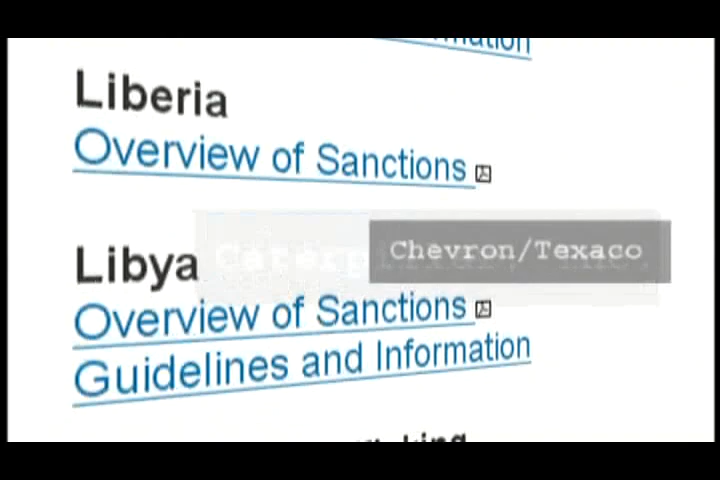 Liberia
Overview of Sanctions
Libya
Chevron/Texaco
Overview of Sanctions
Guidelines and Information